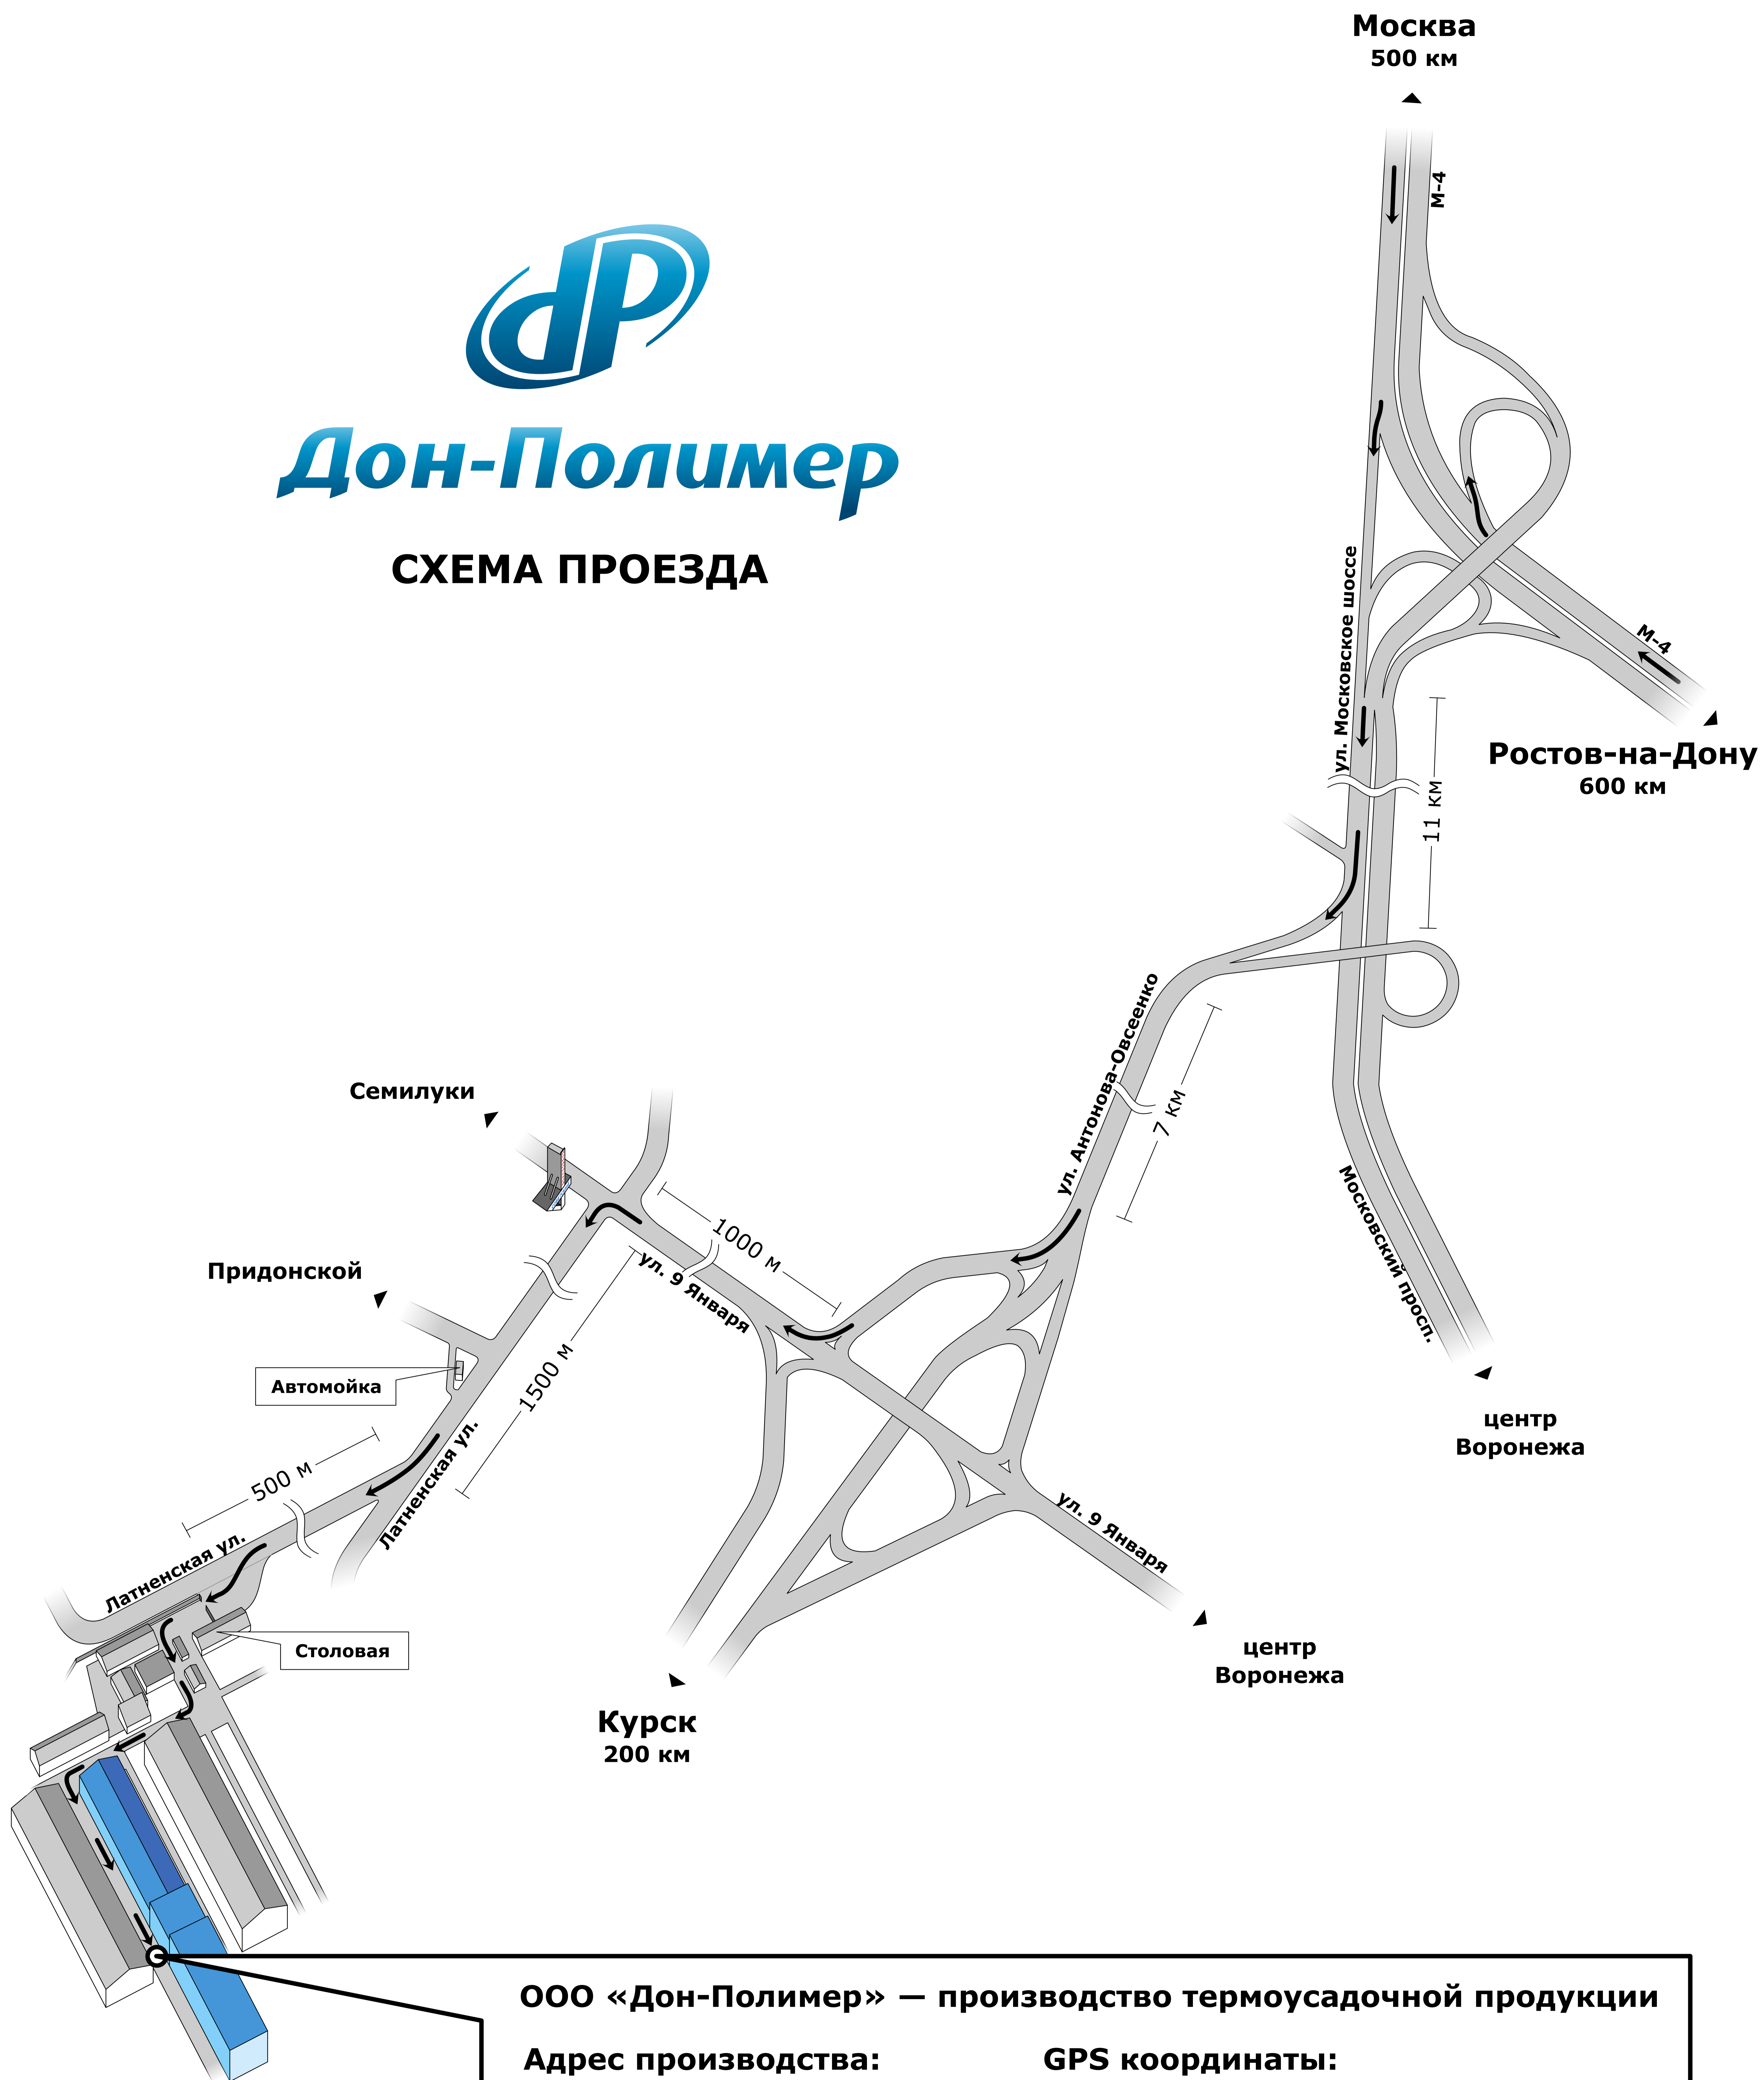 Москва
500 км
М-4
dP
Дон-Полимер
СХЕМА ПРОЕЗДА
ул. Московское шоссе
М-4
Ростов-на-Дону
600 км
11 км
ул. Антонова-Овсеенко
7 км
Семилуки
1000 м
ул. 9 Января
Московский просп.
Придонской
1500 м
Автомойка
центр
Воронежа
Латненская ул.
500 м
ул. 9 Января
Латненская ул.
Столовая
центр
Воронежа
Курск
200 км
ООО «Дон-Полимер» — производство термоусадочной продукции
Адрес производства:
GPS координаты: